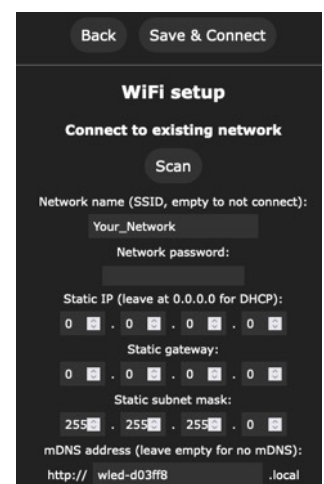 Back Save & Connect
WiFi setup
Connect to existing network
Scan
Network name (SSID, empty to not connect):
Your_Network
Network password:
Static IP (leave at 0.0.0.0 for DHCP):
0 . 0 . 0 . 0
Static gateway:
0 . 0 . 0 . 0
Static subnet mask:
255 . 255 . 255 . 0
mDNS address (leave empty for no mDNS):
http:// wled-d03ff8 .local